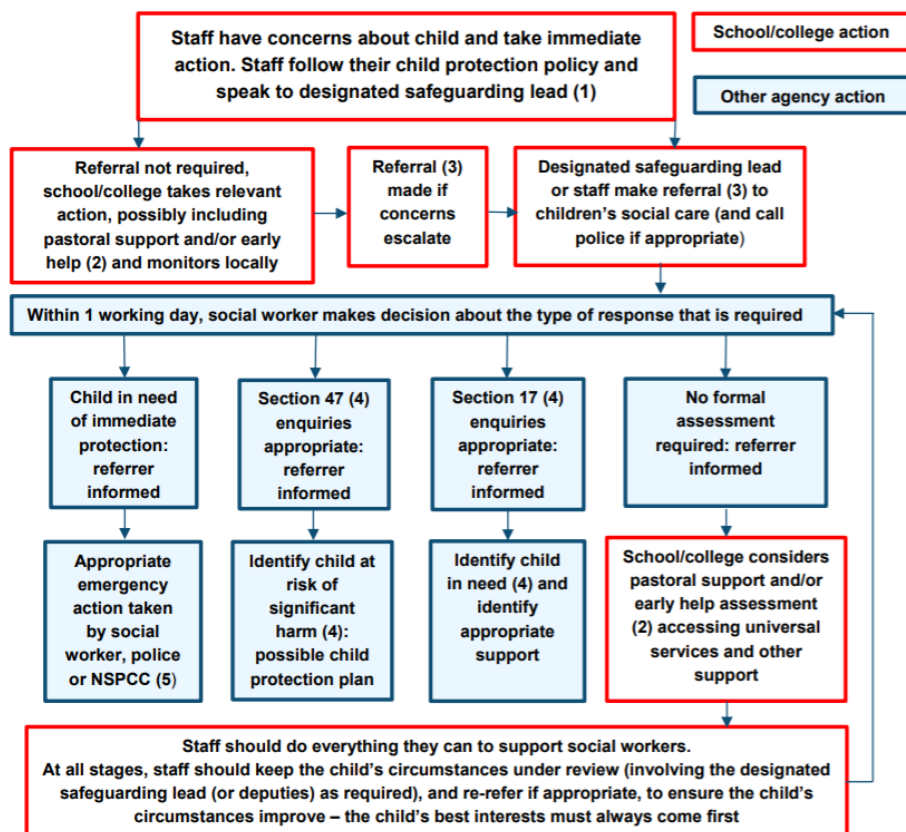 Staff have concerns about child and take immediate
action. Staff follow their child protection policy and
speak to designated safeguarding lead (1)
School/college action
Other agency action
Referral not required,
school/college takes relevant
action, possibly including
pastoral support and/or early
help (2) and monitors locally
Referral (3)
made if
concerns
escalate
Designated safeguarding lead
or staff make referral (3) to
children’s social care (and call
police if appropriate)
Within 1 working day, social worker makes decision about the type of response that is required
Child in need
of immediate
protection:
referrer
informed
Section 47 (4)
enquiries
appropriate:
referrer
informed
Section 17 (4)
enquiries
appropriate:
referrer
informed
No formal
assessment
required: referrer
informed
Appropriate
emergency
action taken
by social
worker, police
or NSPCC (5)
Identify child at
risk of
significant
harm (4):
possible child
protection plan
Identify child
in need (4) and
identify
appropriate
support
School/college considers
pastoral support and/or
early help assessment
(2) accessing universal
services and other
support
Staff should do everything they can to support social workers.
At all stages, staff should keep the child’s circumstances under review (involving the designated
safeguarding lead (or deputies) as required), and re-refer if appropriate, to ensure the child’s
circumstances improve – the child’s best interests must always come first